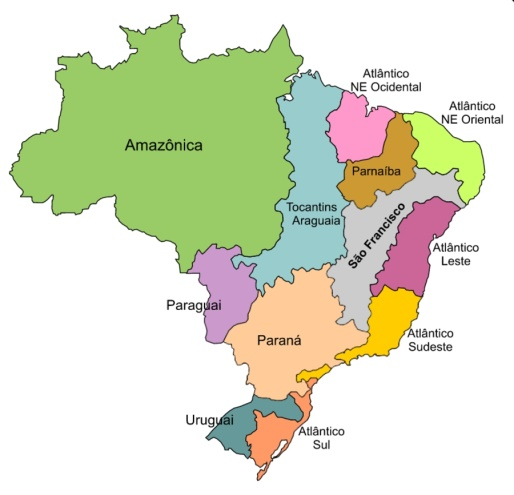 Atlântico
NE Ocidental
Atlântico
NE Oriental
Amazônica
Parnaíba
Tocantins
Araguaia
São Francisco
Atlântico
Leste
Paraguai
Paraná
Atlântico
Sudeste
Uruguai
Atlântico
Sul